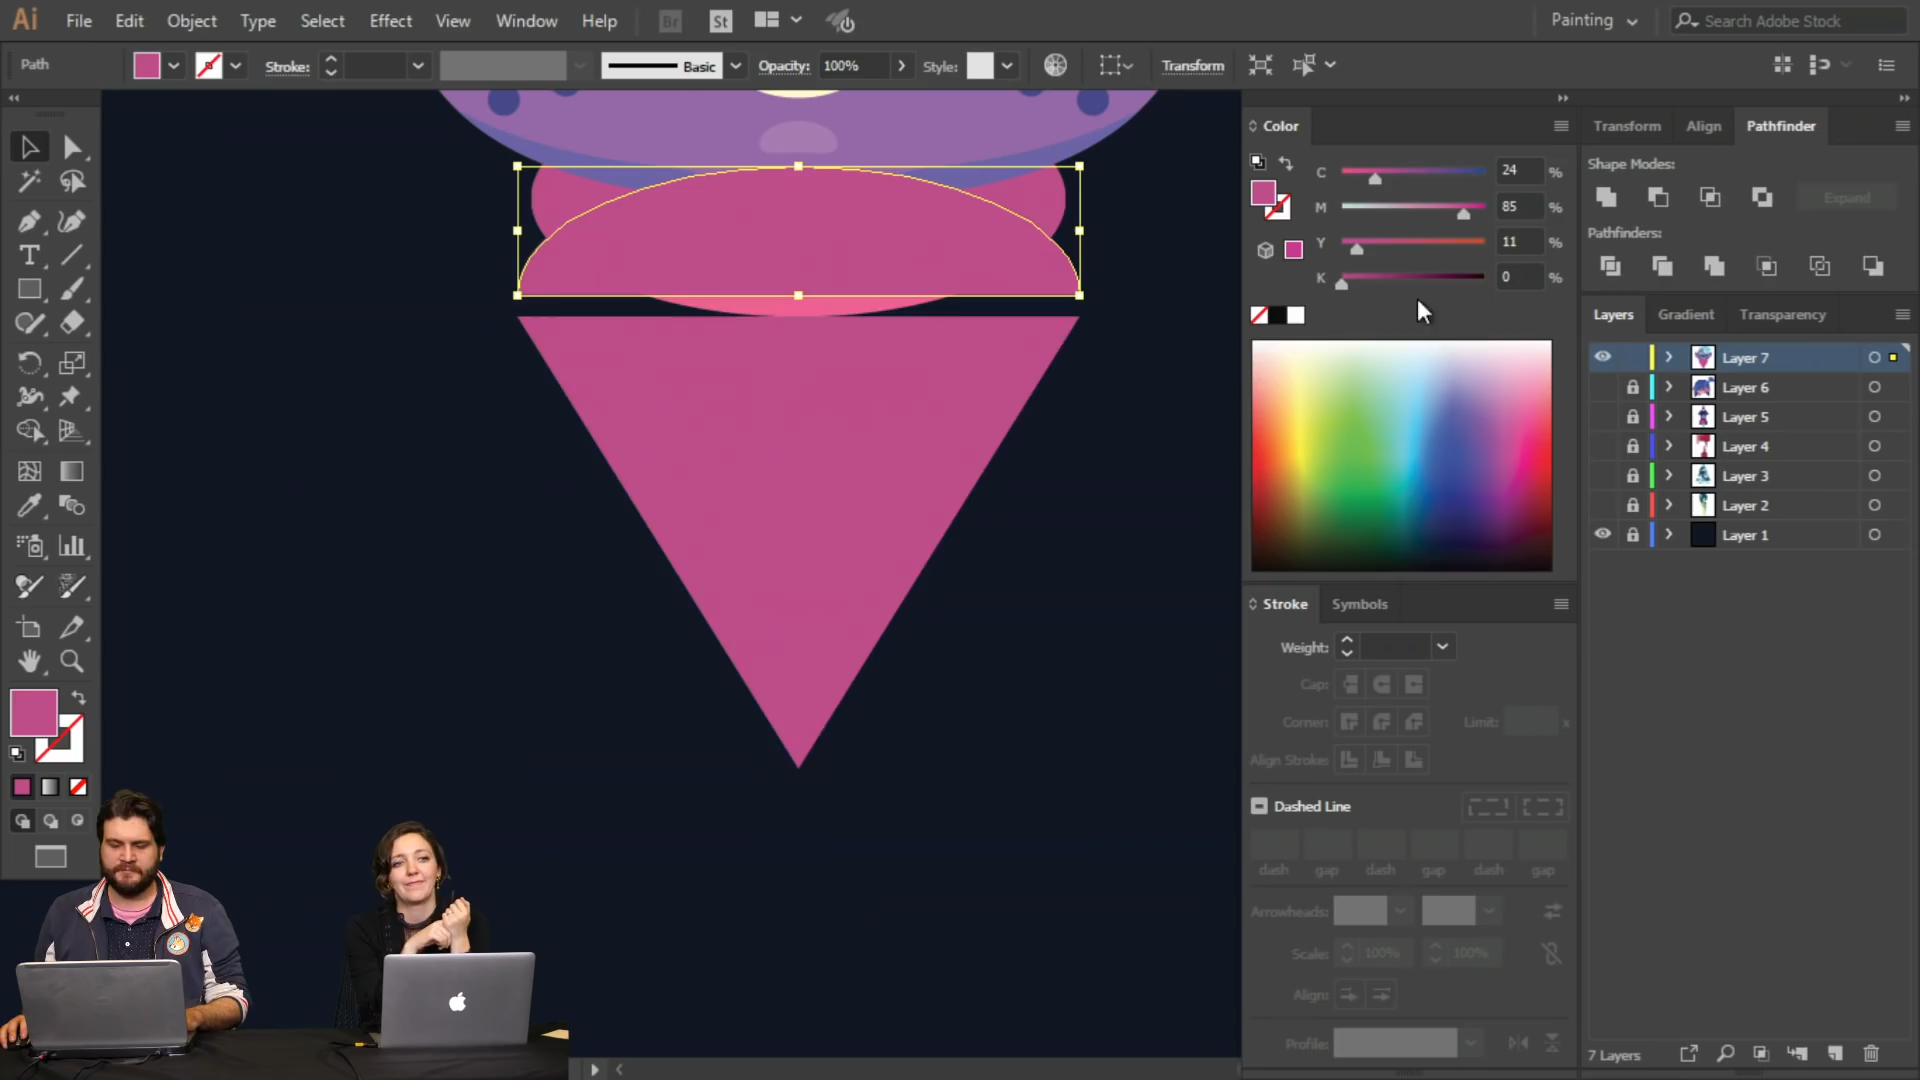 Ai File Edit Object Type Select Effect View Window Help Br St Painting Search Adobe Stock
Path Stroke: Basic Opacity: 100% Style: Transform
Color
C 24 %
M 85 %
Y 11 %
K 0 %
Transform Align Pathfinder
Shape Modes:
Expand
Pathfinders:
Layers Gradient Transparency
Layer 7
Layer 6
Layer 5
Layer 4
Layer 3
Layer 2
Layer 1
Stroke Symbols
Weight:
Cap:
Corner: Limit: x
Align Stroke:
Dashed Line
dash gap dash gap dash gap
Arrowheads:
Scale: 100% 100%
Align:
Profile:
7 Layers